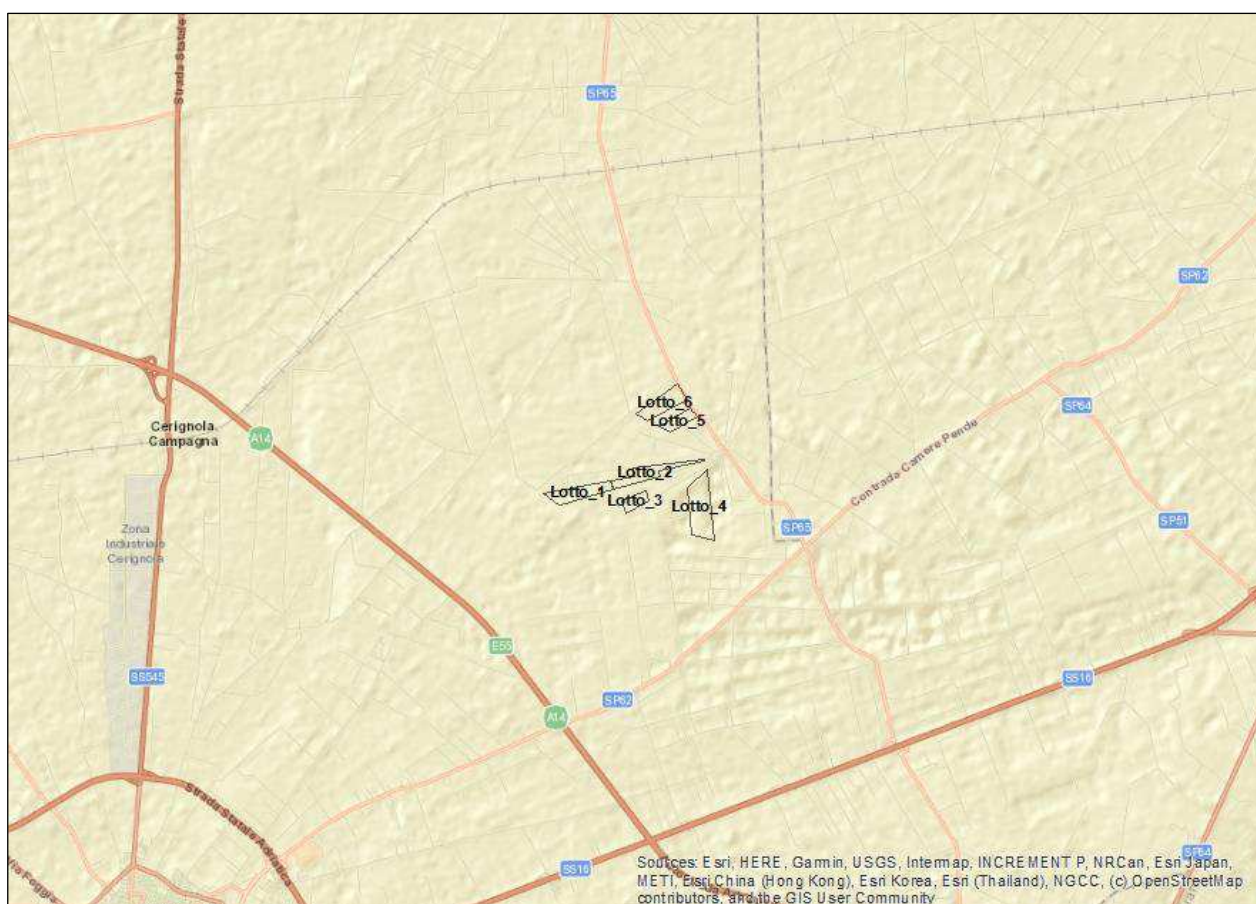 Strada Statale
SP65
SP62
A14
Cerignola
Campagna
Lotto_6
Lotto_5
SP64
Contrada Camere Pende
Lotto_2
Lotto_1
Lotto_3
Lotto_4
SP65
SP51
Zona
Industriale
Cerignola
E55
SS545
SS16
SP62
A14
Strada Statale Adriatica
SP64
SS16
Sources: Esri, HERE, Garmin, USGS, Intermap, INCREMENT P, NRCan, Esri Japan,
METI, Esri China (Hong Kong), Esri Korea, Esri (Thailand), NGCC, (c) OpenStreetMap
contributors, and the GIS User Community